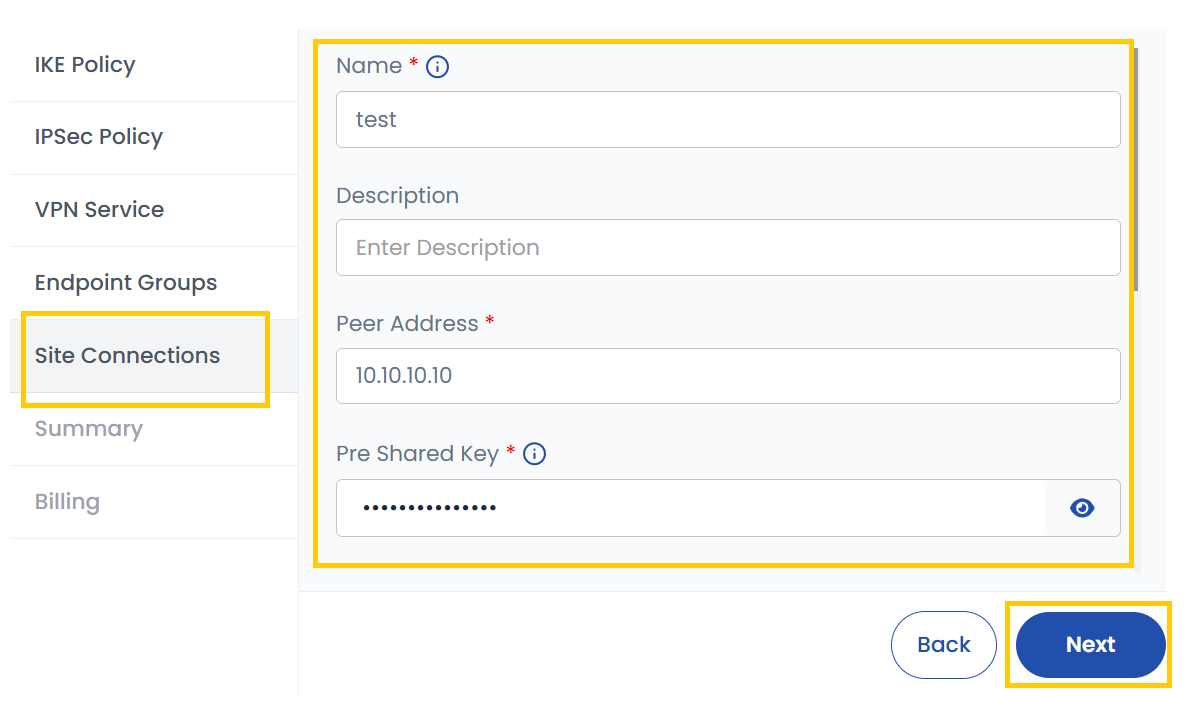 IKE Policy
IPSec Policy
VPN Service
Endpoint Groups
Site Connections
Summary
Billing
Name *
test
Description
Enter Description
Peer Address *
10.10.10.10
Pre Shared Key *
•••••••••••••••
Back
Next